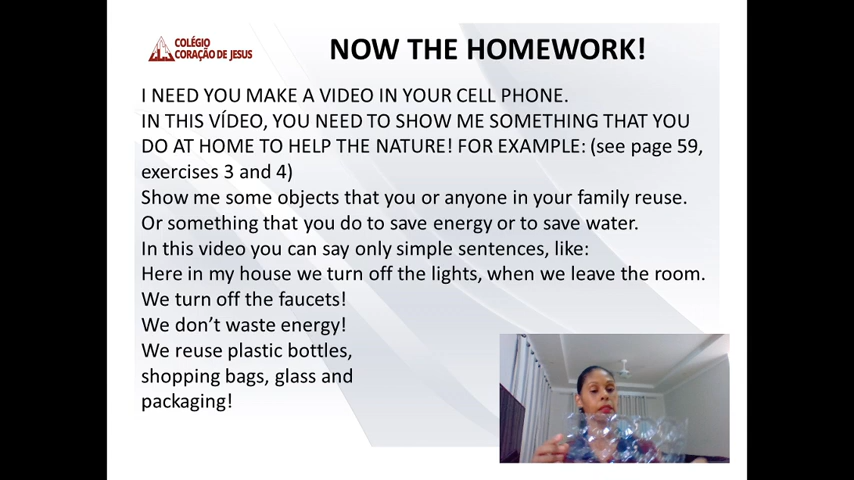 COLÉGIO
CORAÇÃO DE JESUS
NOW THE HOMEWORK!
I NEED YOU MAKE A VIDEO IN YOUR CELL PHONE.
IN THIS VÍDEO, YOU NEED TO SHOW ME SOMETHING THAT YOU
DO AT HOME TO HELP THE NATURE! FOR EXAMPLE: (see page 59,
exercises 3 and 4)
Show me some objects that you or anyone in your family reuse.
Or something that you do to save energy or to save water.
In this video you can say only simple sentences, like:
Here in my house we turn off the lights, when we leave the room.
We turn off the faucets!
We don’t waste energy!
We reuse plastic bottles,
shopping bags, glass and
packaging!